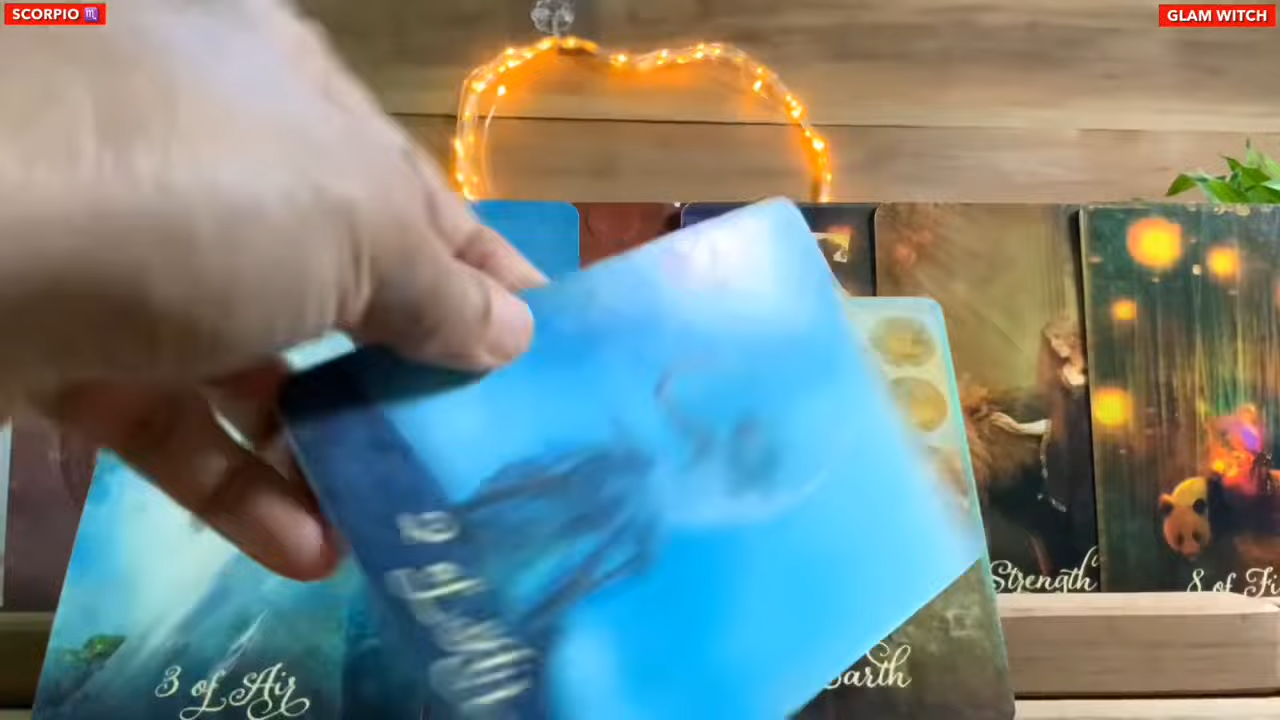 SCORPIO ♏
GLAM WITCH
Strength
8 of Fi
Earth
3 of Air